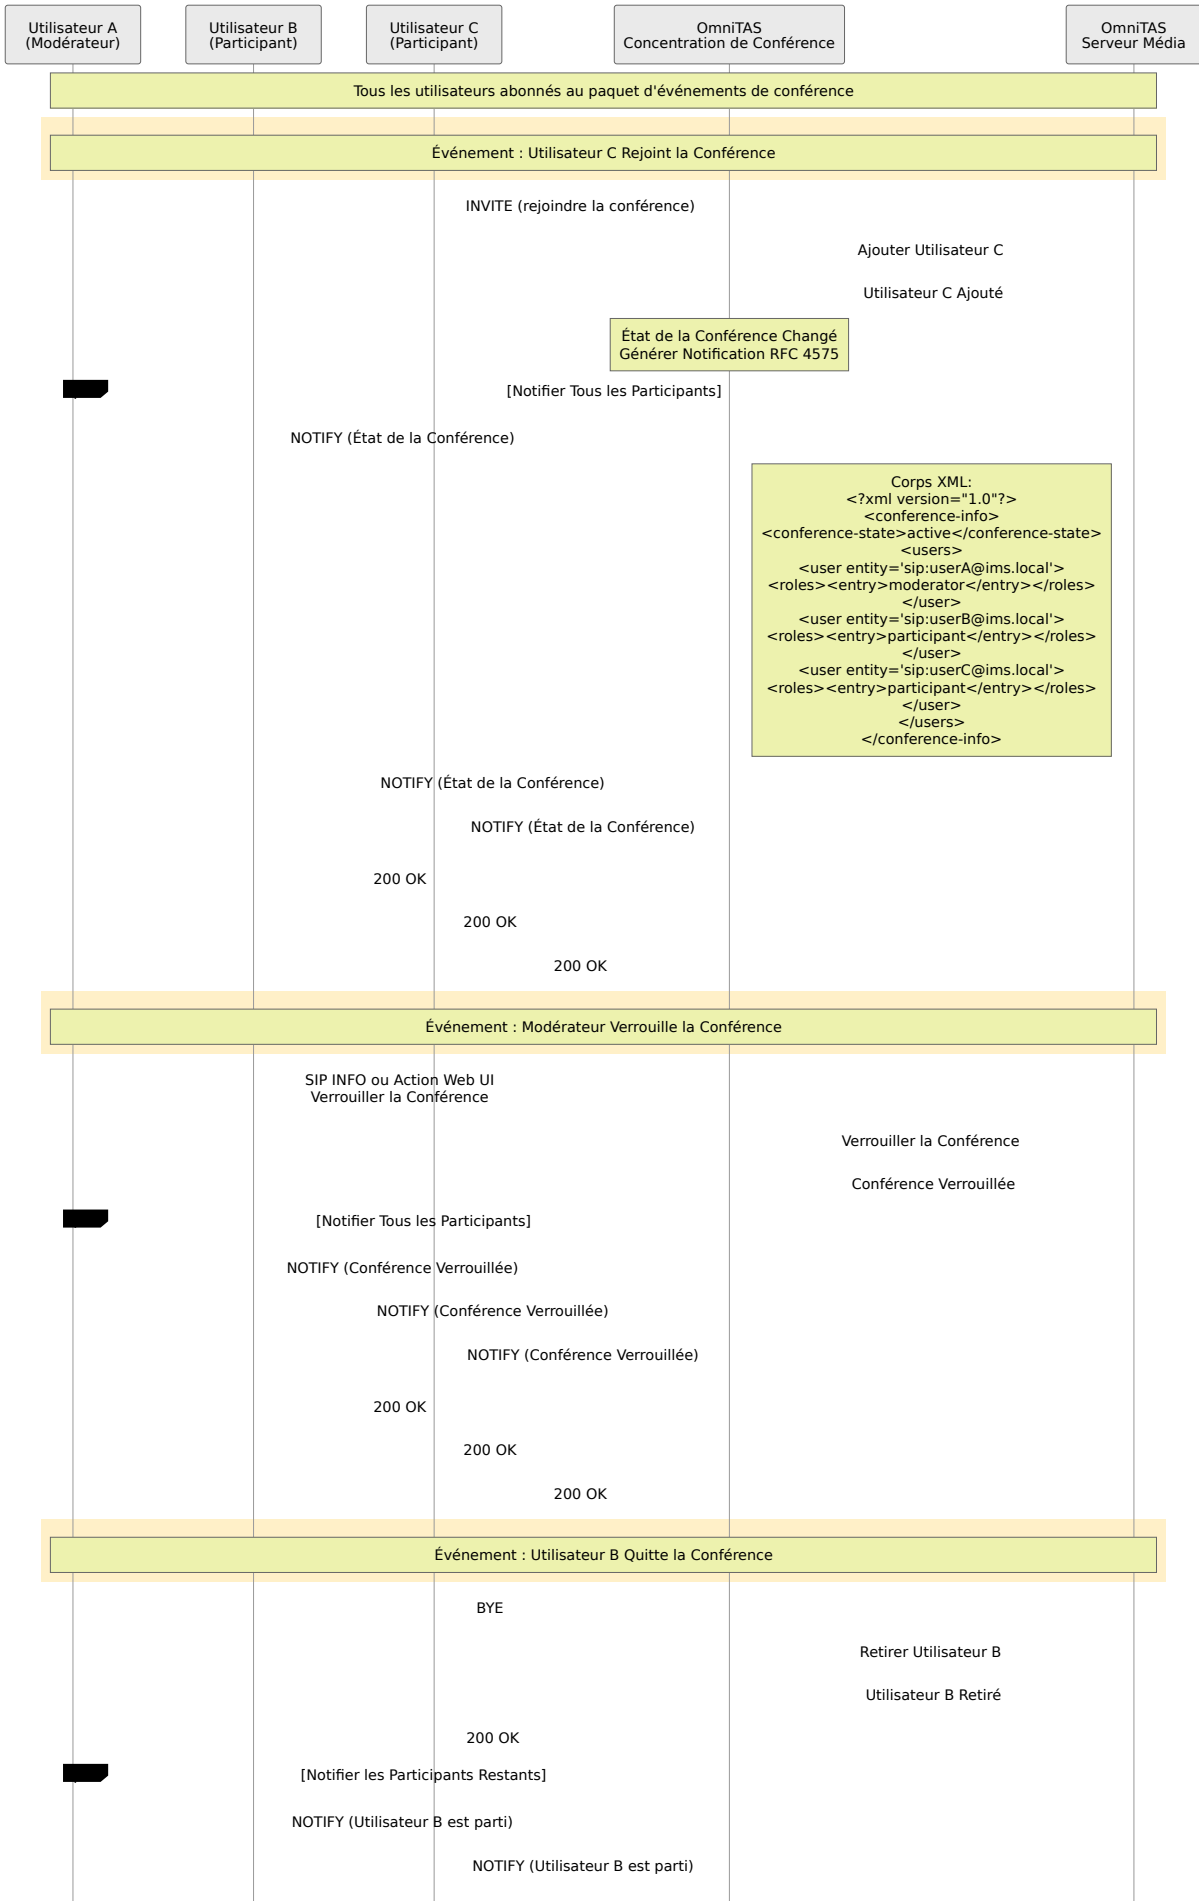 Utilisateur A
(Modérateur)
Utilisateur B
(Participant)
Utilisateur C
(Participant)
OmniTAS
Concentration de Conférence
OmniTAS
Serveur Média
Tous les utilisateurs abonnés au paquet d'événements de conférence
Événement : Utilisateur C Rejoint la Conférence
INVITE (rejoindre la conférence)
Ajouter Utilisateur C
Utilisateur C Ajouté
État de la Conférence Changé
Générer Notification RFC 4575
[Notifier Tous les Participants]
NOTIFY (État de la Conférence)
Corps XML:
<?xml version="1.0"?>
<conference-info>
<conference-state>active</conference-state>
<users>
<user entity='sip:userA@ims.local'>
<roles><entry>moderator</entry></roles>
</user>
<user entity='sip:userB@ims.local'>
<roles><entry>participant</entry></roles>
</user>
<user entity='sip:userC@ims.local'>
<roles><entry>participant</entry></roles>
</user>
</users>
</conference-info>
NOTIFY (État de la Conférence)
NOTIFY (État de la Conférence)
200 OK
200 OK
200 OK
Événement : Modérateur Verrouille la Conférence
SIP INFO ou Action Web UI
Verrouiller la Conférence
Verrouiller la Conférence
Conférence Verrouillée
[Notifier Tous les Participants]
NOTIFY (Conférence Verrouillée)
NOTIFY (Conférence Verrouillée)
NOTIFY (Conférence Verrouillée)
200 OK
200 OK
200 OK
Événement : Utilisateur B Quitte la Conférence
BYE
Retirer Utilisateur B
Utilisateur B Retiré
200 OK
[Notifier les Participants Restants]
NOTIFY (Utilisateur B est parti)
NOTIFY (Utilisateur B est parti)